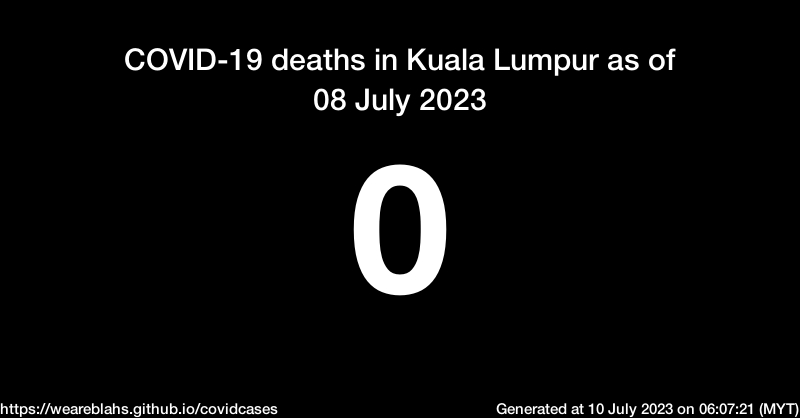 COVID-19 deaths in Kuala Lumpur as of
08 July 2023
0
https://weareblahs.github.io/covidcases
Generated at 10 July 2023 on 06:07:21 (MYT)